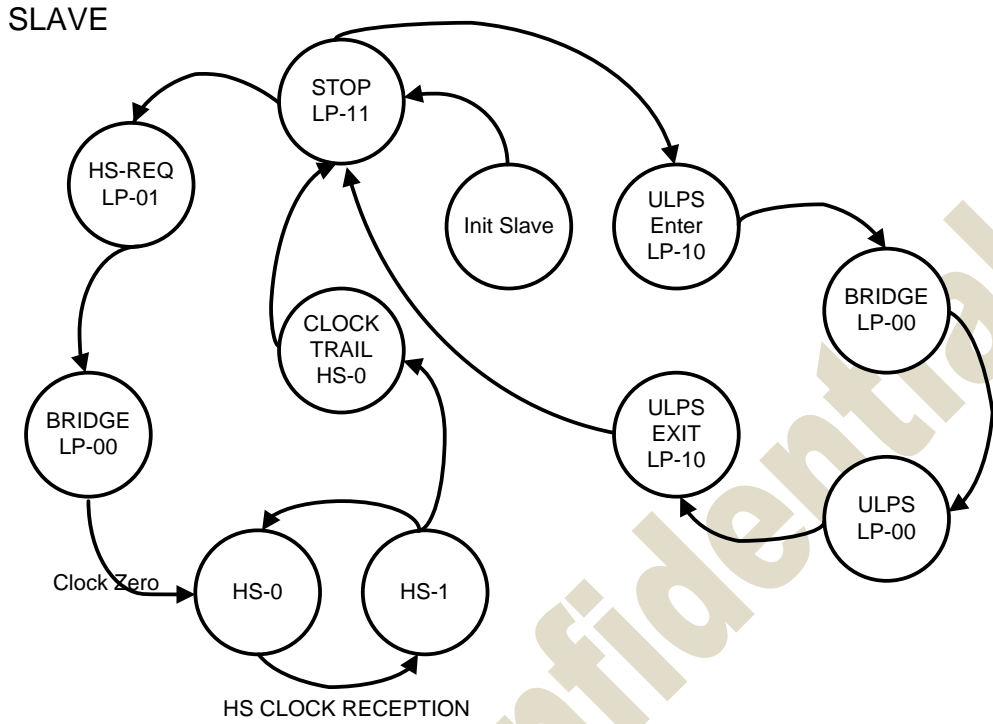 SLAVE
STOP
LP-11
HS-REQ
LP-01
Init Slave
ULPS
Enter
LP-10
BRIDGE
LP-00
CLOCK
TRAIL
HS-0
BRIDGE
LP-00
ULPS
EXIT
LP-10
ULPS
LP-00
Clock Zero
HS-0
HS-1
HS CLOCK RECEPTION